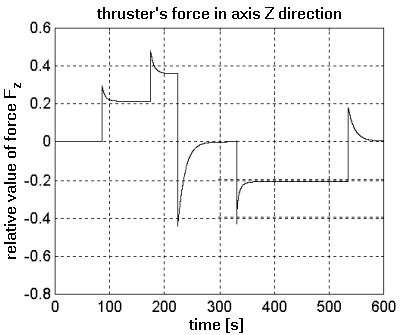 thruster's force in axis Z direction
relative value of force Fz
0.6
0.4
0.2
0
-0.2
-0.4
-0.6
-0.8
0 100 200 300 400 500 600
time [s]